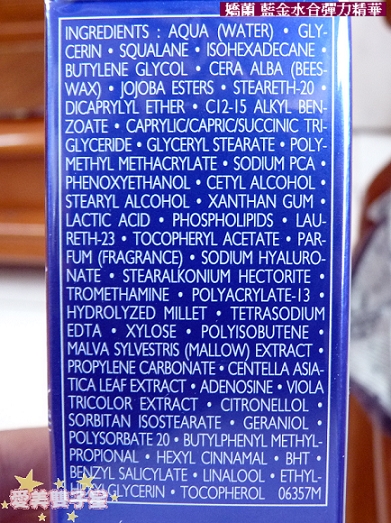 嬌蘭 藍金水合彈力精華
INGREDIENTS : AQUA (WATER) • GLY-
CERIN • SQUALANE • ISOHEXADECANE •
BUTYLENE GLYCOL • CERA ALBA (BEES-
WAX) • JOJOBA ESTERS • STEARETH-20 •
DICAPRYLYL ETHER • C12-15 ALKYL BEN-
ZOATE • CAPRYLIC/CAPRIC/SUCCINIC TRI-
GLYCERIDE • GLYCERYL STEARATE • POLY-
METHYL METHACRYLATE • SODIUM PCA •
PHENOXYETHANOL • CETYL ALCOHOL •
STEARYL ALCOHOL • XANTHAN GUM •
LACTIC ACID • PHOSPHOLIPIDS • LAU-
RETH-23 • TOCOPHERYL ACETATE • PAR-
FUM (FRAGRANCE) • SODIUM HYALURO-
NATE • STEARALKONIUM HECTORITE •
TROMETHAMINE • POLYACRYLATE-13 •
HYDROLYZED MILLET • TETRASODIUM
EDTA • XYLOSE • POLYISOBUTENE •
MALVA SYLVESTRIS (MALLOW) EXTRACT •
PROPYLENE CARBONATE • CENTELLA ASIA-
TICA LEAF EXTRACT • ADENOSINE • VIOLA
TRICOLOR EXTRACT • CITRONELLOL •
SORBITAN ISOSTEARATE • GERANIOL •
POLYSORBATE 20 • BUTYLPHENYL METHYL-
PROPIONAL • HEXYL CINNAMAL • BHT •
BENZYL SALICYLATE • LINALOOL • ETHYL-
HEXYLGLYCERIN • TOCOPHEROL 06357M
愛美雙子星